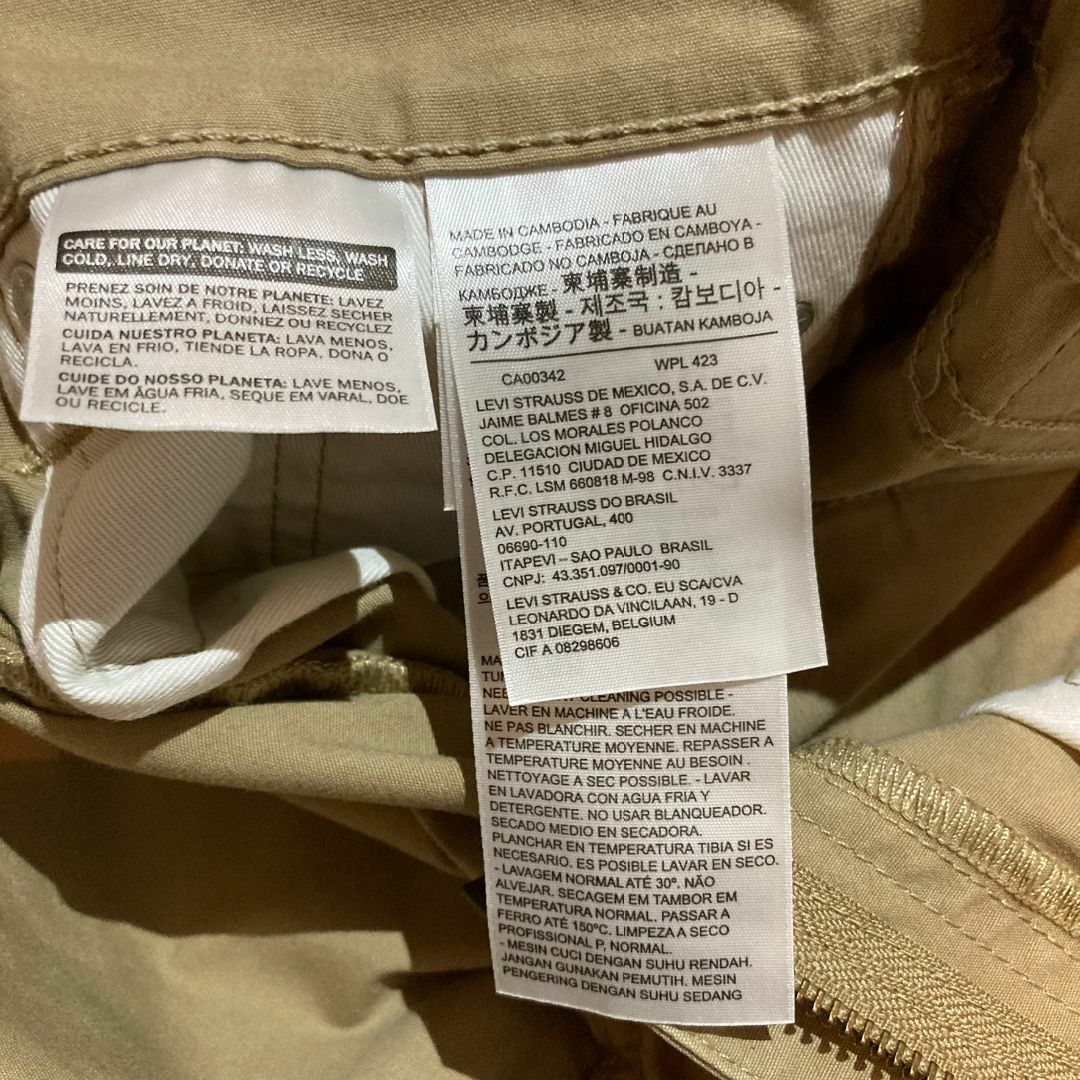 CARE FOR OUR PLANET: WASH LESS, WASH
COLD, LINE DRY, DONATE OR RECYCLE
PRENEZ SOIN DE NOTRE PLANETE: LAVEZ
MOINS, LAVEZ A FROID, LAISSEZ SECHER
NATURELLEMENT, DONNEZ OU RECYCLEZ
CUIDA NUESTRO PLANETA: LAVA MENOS,
LAVA EN FRIO, TIENDE LA ROPA, DONA O
RECICLA.
CUIDE DO NOSSO PLANETA: LAVE MENOS,
LAVE EM ÁGUA FRIA, SEQUE EM VARAL, DOE
OU RECICLE.
MADE IN CAMBODIA - FABRIQUE AU
CAMBODGE - FABRICADO EN CAMBOYA -
FABRICADO NO CAMBOJA - СДЕЛАНО В
КАМБОДЖЕ - 柬埔寨制造 -
柬埔寨製 - 제조국 : 캄보디아 -
カンボジア製 - BUATAN KAMBOJA
CA00342 WPL 423
LEVI STRAUSS DE MEXICO, S.A. DE C.V.
JAIME BALMES # 8 OFICINA 502
COL. LOS MORALES POLANCO
DELEGACION MIGUEL HIDALGO
C.P. 11510 CIUDAD DE MEXICO
R.F.C. LSM 660818 M-98 C.N.I.V. 3337
LEVI STRAUSS DO BRASIL
AV. PORTUGAL, 400
06690-110
ITAPEVI – SAO PAULO BRASIL
CNPJ: 43.351.097/0001-90
LEVI STRAUSS & CO. EU SCA/CVA
LEONARDO DA VINCILAAN, 19 - D
1831 DIEGEM, BELGIUM
CIF A 08298606
CLEANING POSSIBLE -
LAVER EN MACHINE A L'EAU FROIDE.
NE PAS BLANCHIR. SECHER EN MACHINE
A TEMPERATURE MOYENNE. REPASSER A
TEMPERATURE MOYENNE AU BESOIN .
NETTOYAGE A SEC POSSIBLE. - LAVAR
EN LAVADORA CON AGUA FRIA Y
DETERGENTE. NO USAR BLANQUEADOR.
SECADO MEDIO EN SECADORA.
PLANCHAR EN TEMPERATURA TIBIA SI ES
NECESARIO. ES POSIBLE LAVAR EN SECO.
- LAVAGEM NORMAL ATÉ 30º. NÃO
ALVEJAR. SECAGEM EM TAMBOR EM
TEMPERATURA NORMAL. PASSAR A
FERRO ATÉ 150ºC. LIMPEZA A SECO
PROFISSIONAL P, NORMAL.
- MESIN CUCI DENGAN SUHU RENDAH.
JANGAN GUNAKAN PEMUTIH. MESIN
PENGERING DENGAN SUHU SEDANG